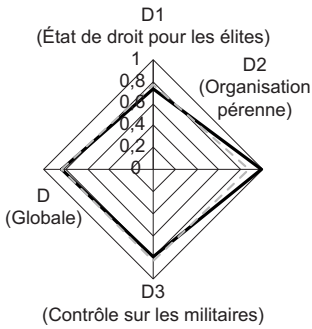 D1
(État de droit pour les élites)
D2
(Organisation
pérenne)
1
0,8
0,6
0,4
0,2
0
D
(Globale)
D3
(Contrôle sur les militaires)